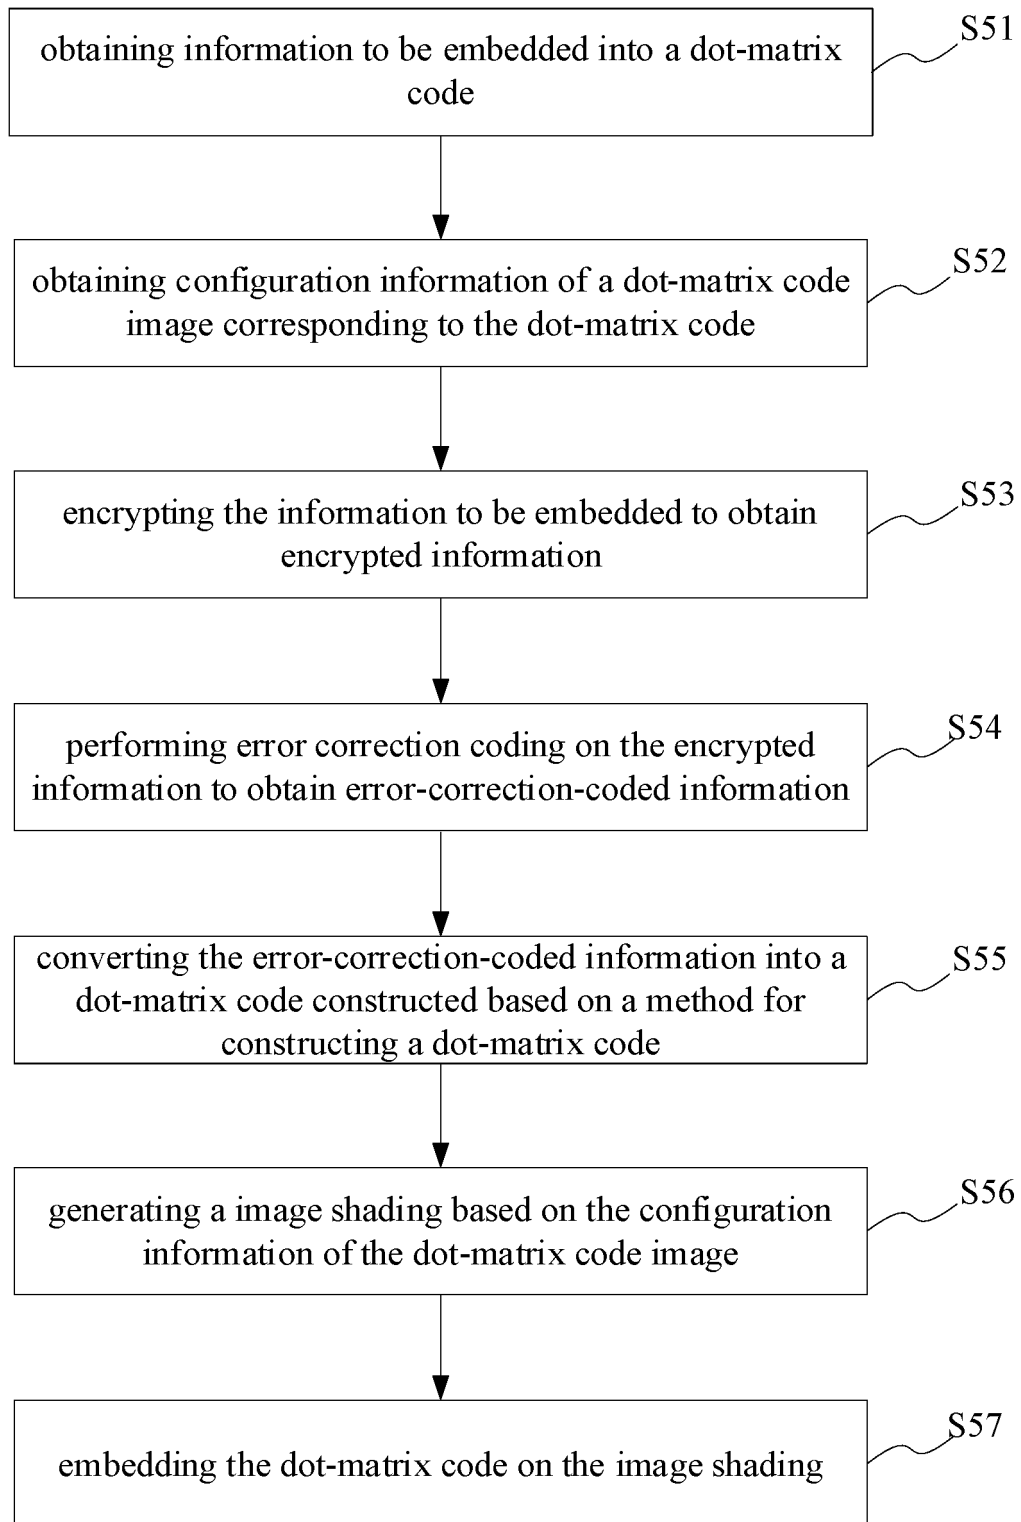 obtaining information to be embedded into a dot-matrix
code
S51
obtaining configuration information of a dot-matrix code
image corresponding to the dot-matrix code
S52
encrypting the information to be embedded to obtain
encrypted information
S53
performing error correction coding on the encrypted
information to obtain error-correction-coded information
S54
converting the error-correction-coded information into a
dot-matrix code constructed based on a method for
constructing a dot-matrix code
S55
generating a image shading based on the configuration
information of the dot-matrix code image
S56
embedding the dot-matrix code on the image shading
S57